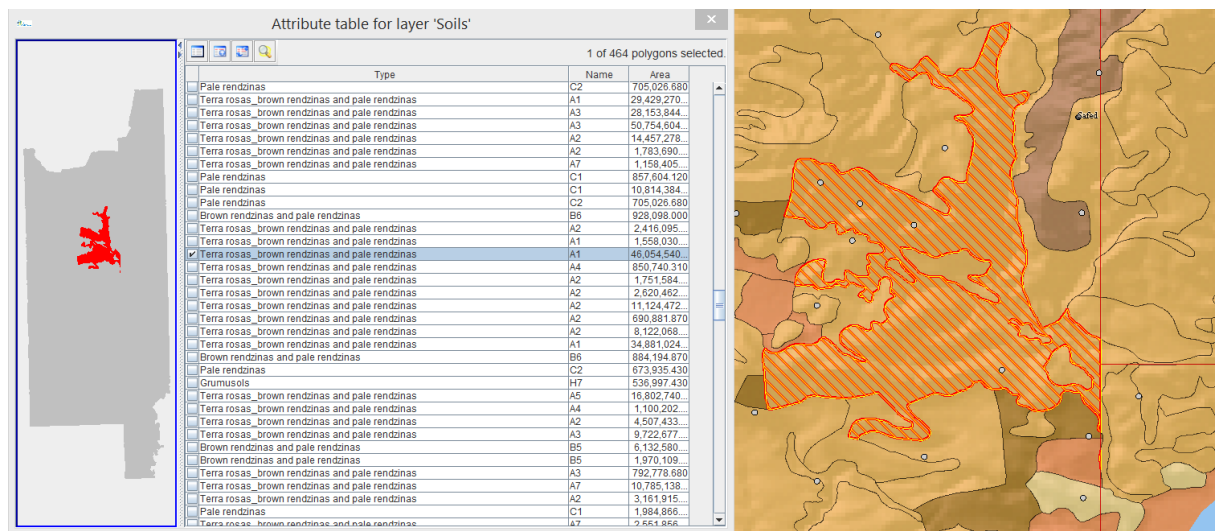 Attribute table for layer 'Soils'
1 of 464 polygons selected.
Type Name Area
Pale rendzinas C2 705,026.680
Terra rosas_brown rendzinas and pale rendzinas A1 29,429,270...
Terra rosas_brown rendzinas and pale rendzinas A3 28,153,844...
Terra rosas_brown rendzinas and pale rendzinas A3 50,754,604...
Terra rosas_brown rendzinas and pale rendzinas A2 14,457,278...
Terra rosas_brown rendzinas and pale rendzinas A2 1,783,690....
Terra rosas_brown rendzinas and pale rendzinas A7 1,158,405....
Pale rendzinas C1 857,604.120
Pale rendzinas C1 10,814,384...
Pale rendzinas C2 705,026.680
Brown rendzinas and pale rendzinas B6 928,098.000
Terra rosas_brown rendzinas and pale rendzinas A2 2,416,095....
Terra rosas_brown rendzinas and pale rendzinas A1 1,558,030....
Terra rosas_brown rendzinas and pale rendzinas A1 46,054,540...
Terra rosas_brown rendzinas and pale rendzinas A4 850,740.310
Terra rosas_brown rendzinas and pale rendzinas A2 1,751,584....
Terra rosas_brown rendzinas and pale rendzinas A2 2,620,462....
Terra rosas_brown rendzinas and pale rendzinas A2 11,124,472...
Terra rosas_brown rendzinas and pale rendzinas A2 690,881.870
Terra rosas_brown rendzinas and pale rendzinas A2 8,122,068....
Terra rosas_brown rendzinas and pale rendzinas A1 34,881,024...
Brown rendzinas and pale rendzinas B6 884,194.870
Pale rendzinas C2 673,935.430
Grumusols H7 536,997.430
Terra rosas_brown rendzinas and pale rendzinas A5 16,802,740...
Terra rosas_brown rendzinas and pale rendzinas A4 1,100,202....
Terra rosas_brown rendzinas and pale rendzinas A2 4,507,433....
Terra rosas_brown rendzinas and pale rendzinas A3 9,722,677....
Brown rendzinas and pale rendzinas B5 6,132,580....
Brown rendzinas and pale rendzinas B5 1,970,109....
Terra rosas_brown rendzinas and pale rendzinas A3 792,778.680
Terra rosas_brown rendzinas and pale rendzinas A7 10,785,138...
Terra rosas_brown rendzinas and pale rendzinas A2 3,161,915....
Pale rendzinas C1 1,984,866....
Terra rosas_brown rendzinas and pale rendzinas A7 2,551,856....
Safed